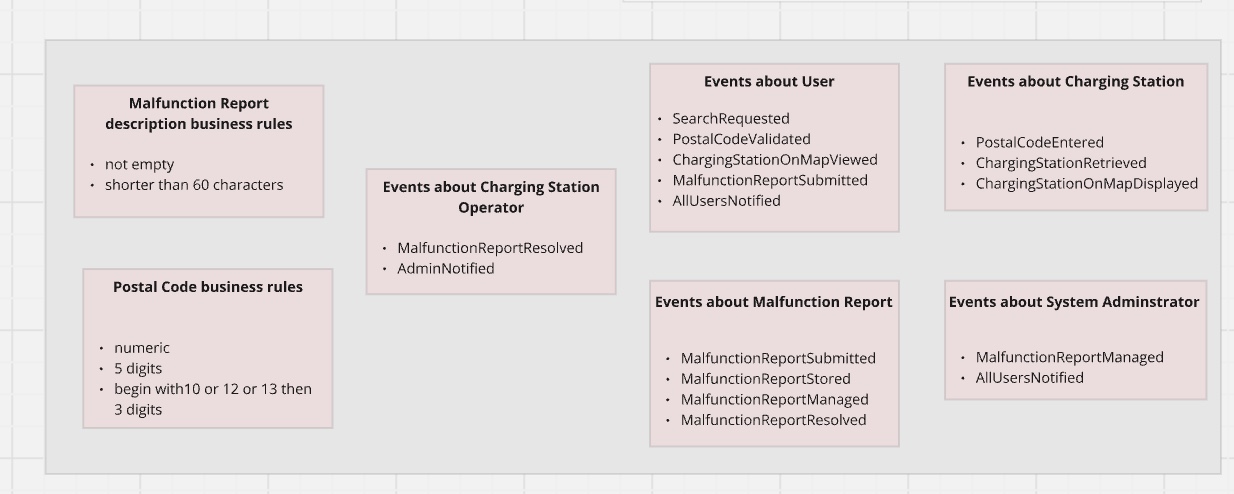 Malfunction Report
description business rules
• not empty
• shorter than 60 characters
Postal Code business rules
• numeric
• 5 digits
• begin with10 or 12 or 13 then
3 digits
Events about Charging Station
Operator
• MalfunctionReportResolved
• AdminNotified
Events about User
• SearchRequested
• PostalCodeValidated
• ChargingStationOnMapViewed
• MalfunctionReportSubmitted
• AllUsersNotified
Events about Malfunction Report
• MalfunctionReportSubmitted
• MalfunctionReportStored
• MalfunctionReportManaged
• MalfunctionReportResolved
Events about Charging Station
• PostalCodeEntered
• ChargingStationRetrieved
• ChargingStationOnMapDisplayed
Events about System Adminstrator
• MalfunctionReportManaged
• AllUsersNotified